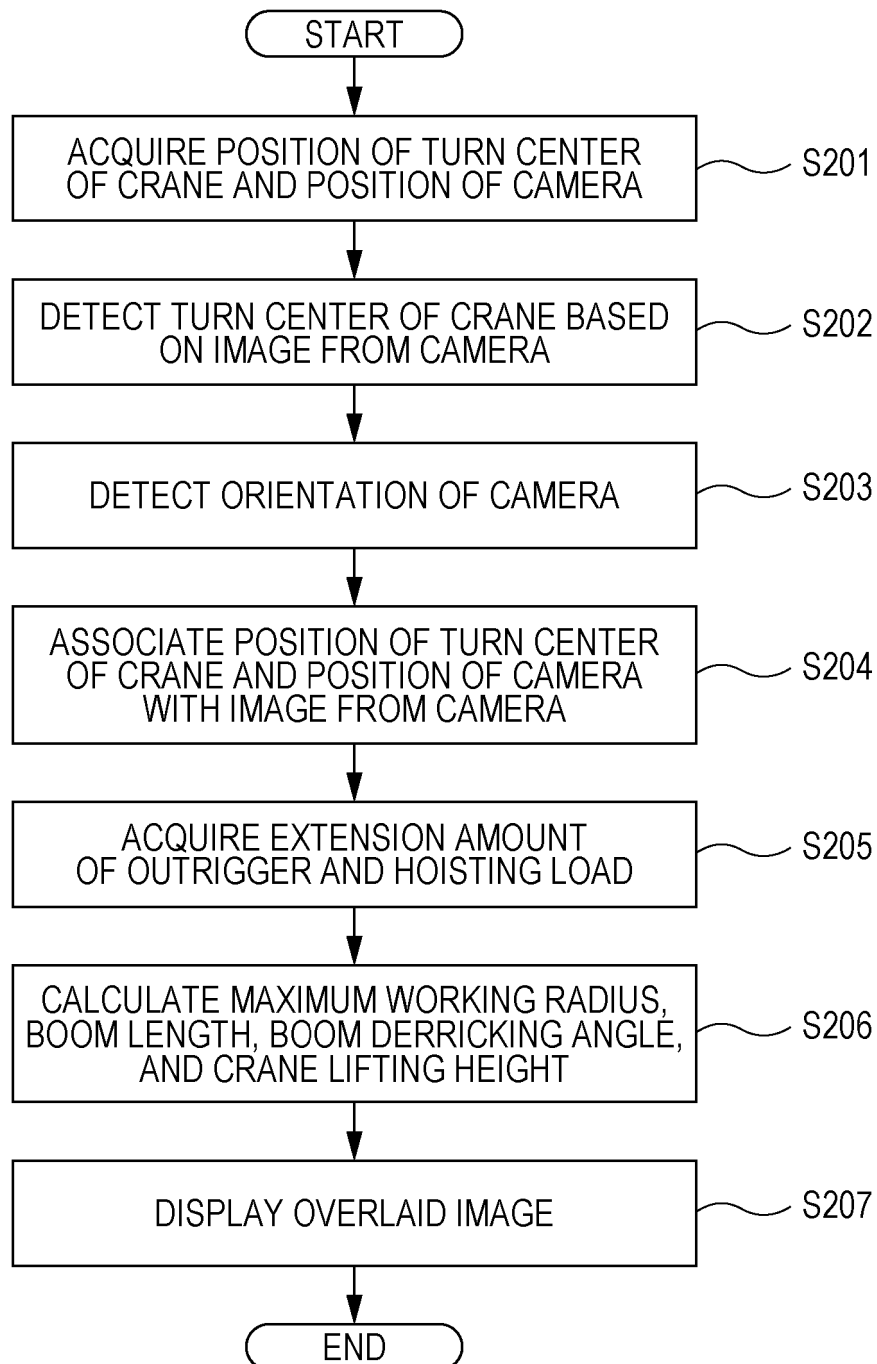 START
ACQUIRE POSITION OF TURN CENTER
OF CRANE AND POSITION OF CAMERA
S201
DETECT TURN CENTER OF CRANE BASED
ON IMAGE FROM CAMERA
S202
DETECT ORIENTATION OF CAMERA
S203
ASSOCIATE POSITION OF TURN CENTER
OF CRANE AND POSITION OF CAMERA
WITH IMAGE FROM CAMERA
S204
ACQUIRE EXTENSION AMOUNT
OF OUTRIGGER AND HOISTING LOAD
S205
CALCULATE MAXIMUM WORKING RADIUS,
BOOM LENGTH, BOOM DERRICKING ANGLE,
AND CRANE LIFTING HEIGHT
S206
DISPLAY OVERLAID IMAGE
S207
END